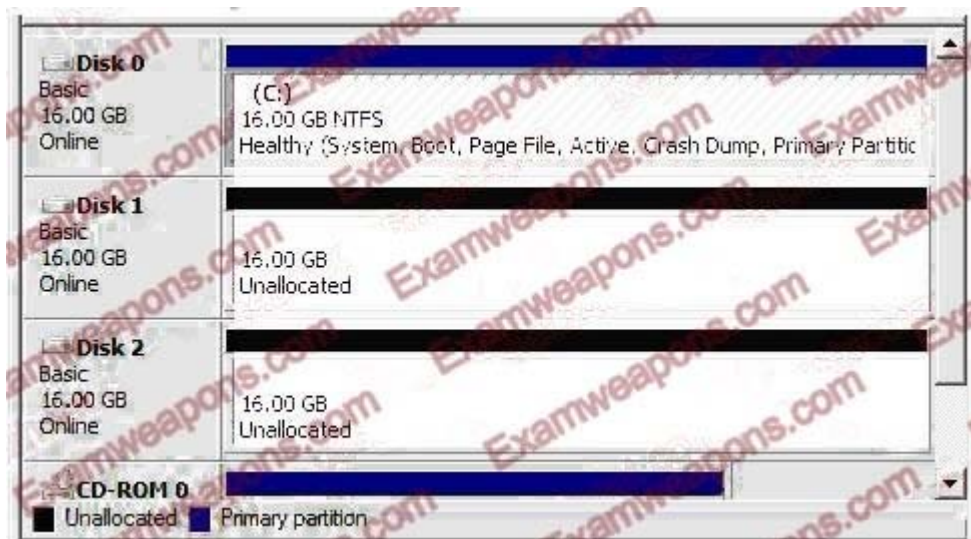 Disk 0
Basic
16.00 GB
Online
(C:)
16.00 GB NTFS
Healthy (System, Boot, Page File, Active, Crash Dump, Primary Partitic
Disk 1
Basic
16.00 GB
Online
16.00 GB
Unallocated
Disk 2
Basic
16.00 GB
Online
16.00 GB
Unallocated
CD-ROM 0
Unallocated Primary partition
Examweapons.com